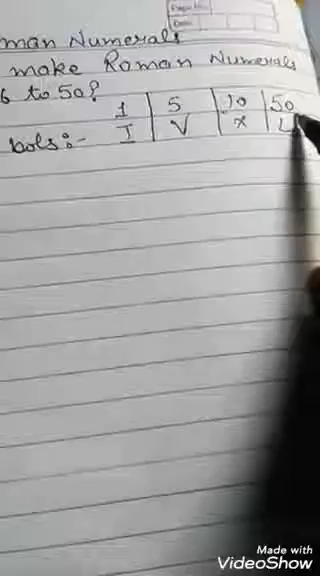 man Numerals
make Roman Numerals
6 to 50?
1 | 5 | 10 | 50
bols:- I | V | X | L
Made with
VideoShow